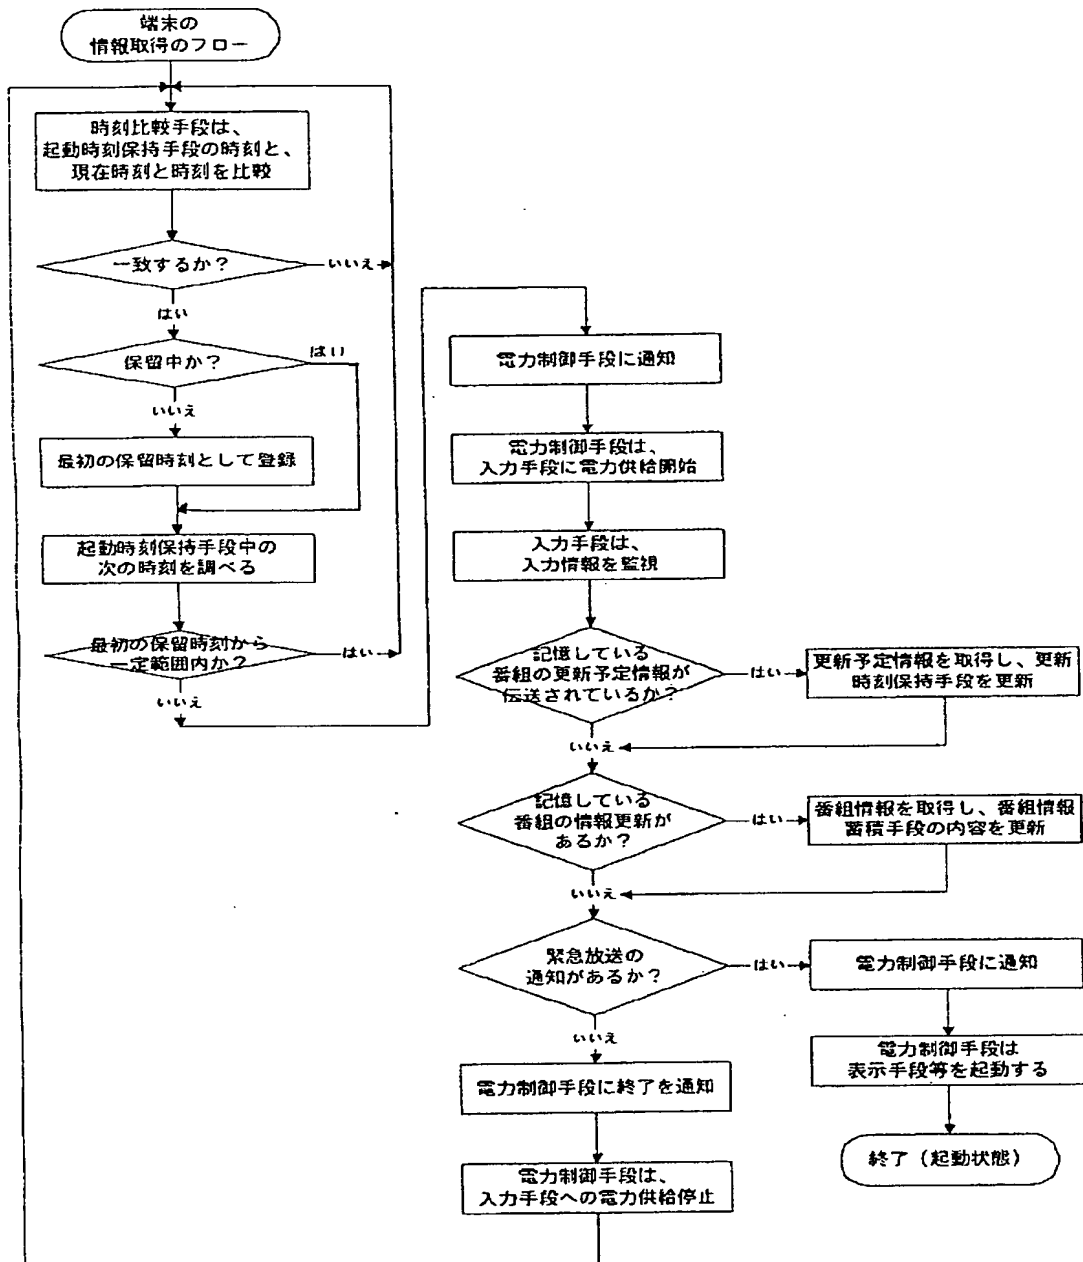 端末の
情報取得のフロー
時刻比較手段は、
起動時刻保持手段の時刻と、
現在時刻と時刻を比較
一致するか？
いいえ
はい
保留中か？
はい
いいえ
最初の保留時刻として登録
起動時刻保持手段中の
次の時刻を調べる
最初の保留時刻から
一定範囲内か？
はい
いいえ
電力制御手段に通知
電力制御手段は、
入力手段に電力供給開始
入力手段は、
入力情報を監視
記憶している
番組の更新予定情報が
伝送されているか？
はい
更新予定情報を取得し、更新
時刻保持手段を更新
いいえ
記憶している
番組の情報更新が
あるか？
はい
番組情報を取得し、番組情報
蓄積手段の内容を更新
いいえ
緊急放送の
通知があるか？
はい
電力制御手段に通知
いいえ
電力制御手段は
表示手段等を起動する
電力制御手段に終了を通知
終了（起動状態）
電力制御手段は、
入力手段への電力供給停止